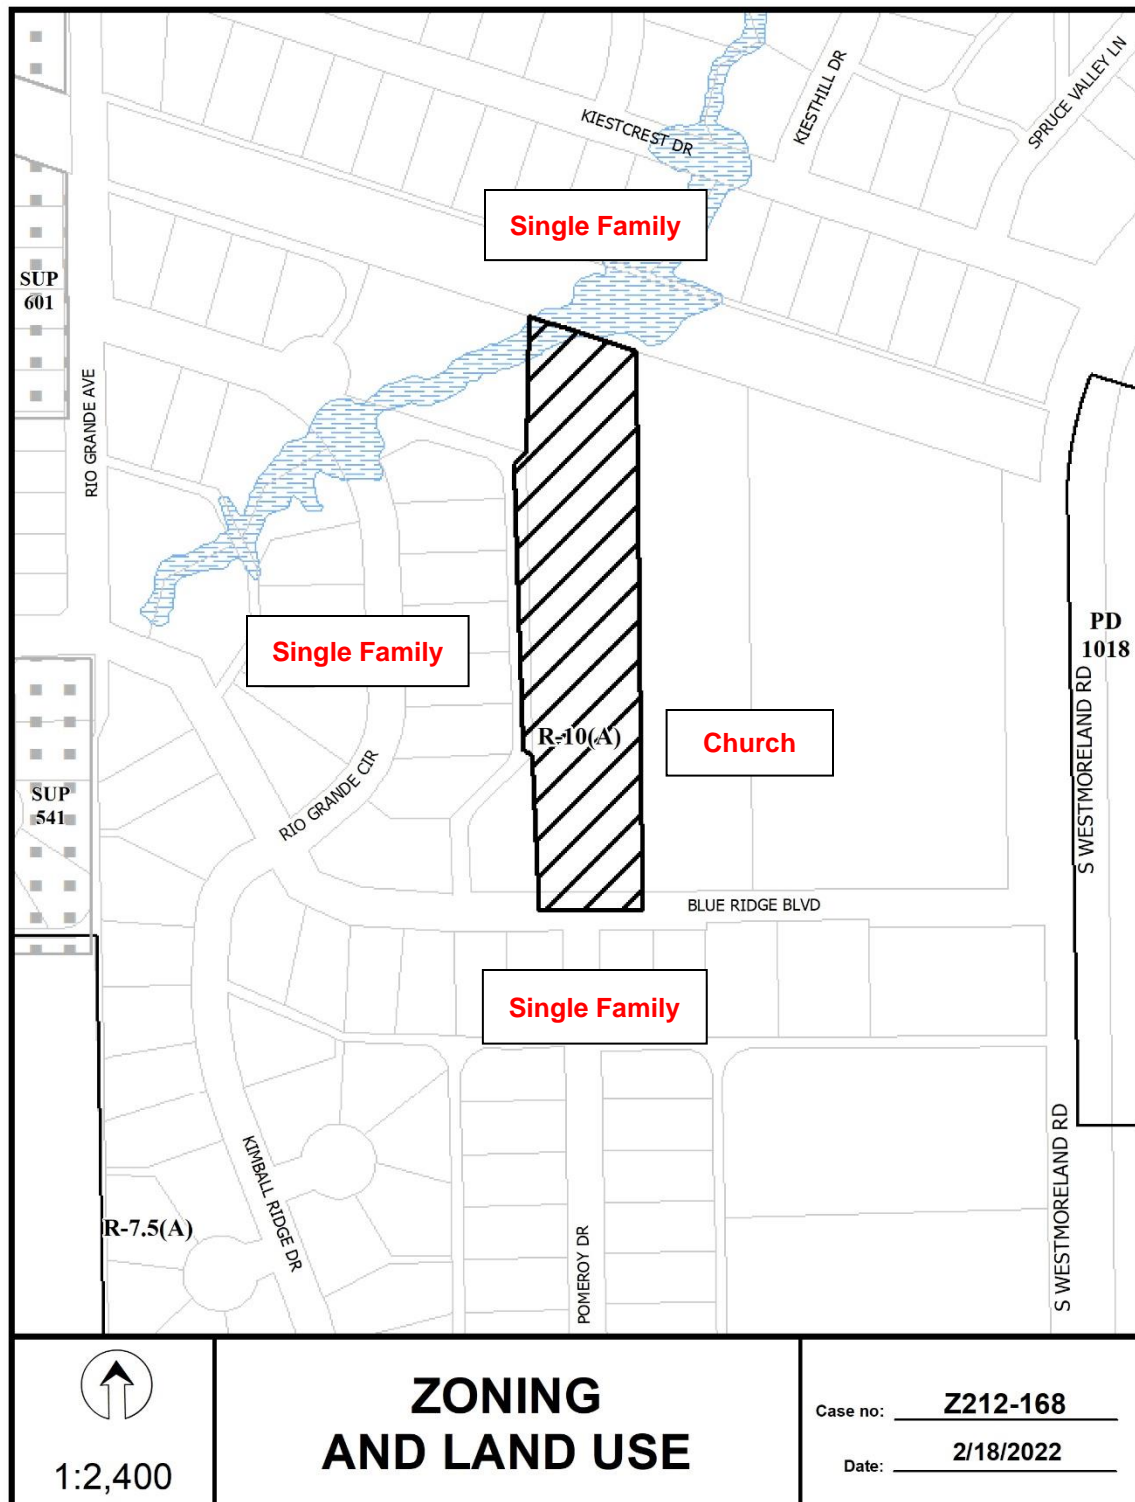 KIESTCREST DR
KIESTHILL DR
SPRUCE VALLEY LN
Single Family
SUP
601
RIO GRANDE AVE
Single Family
PD
1018
S WESTMORELAND RD
R-10(A)
Church
SUP
541
RIO GRANDE CIR
BLUE RIDGE BLVD
Single Family
KIMBALL RIDGE DR
R-7.5(A)
POMEROY DR
S WESTMORELAND RD
1:2,400
ZONING
AND LAND USE
Case no: Z212-168
Date: 2/18/2022